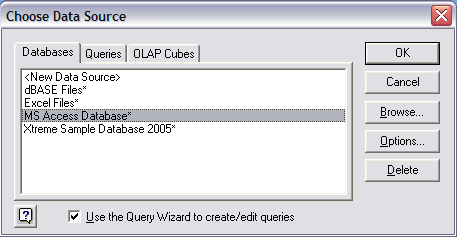 Choose Data Source
Databases Queries OLAP Cubes
<New Data Source>
dBASE Files*
Excel Files*
MS Access Database*
Xtreme Sample Database 2005*
OK
Cancel
Browse...
Options...
Delete
?
Use the Query Wizard to create/edit queries